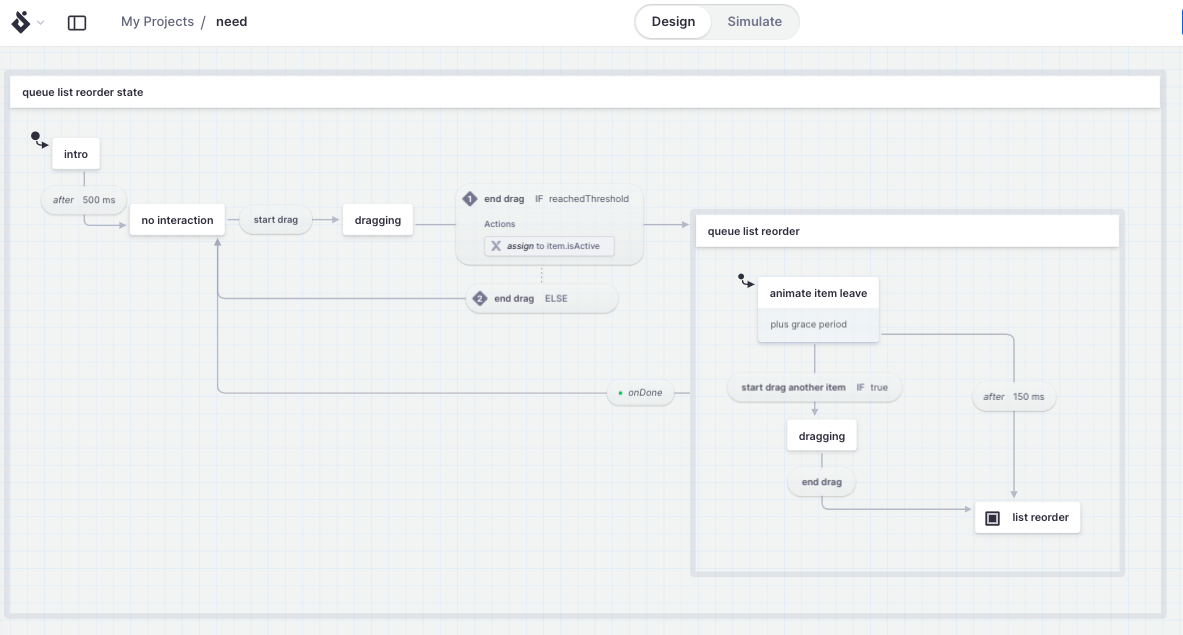 My Projects / need
Design
Simulate
queue list reorder state
intro
after 500 ms
no interaction
start drag
dragging
1 end drag IF reachedThreshold
Actions
assign to item.isActive
2 end drag ELSE
onDone
queue list reorder
animate item leave
plus grace period
start drag another item IF true
after 150 ms
dragging
end drag
list reorder